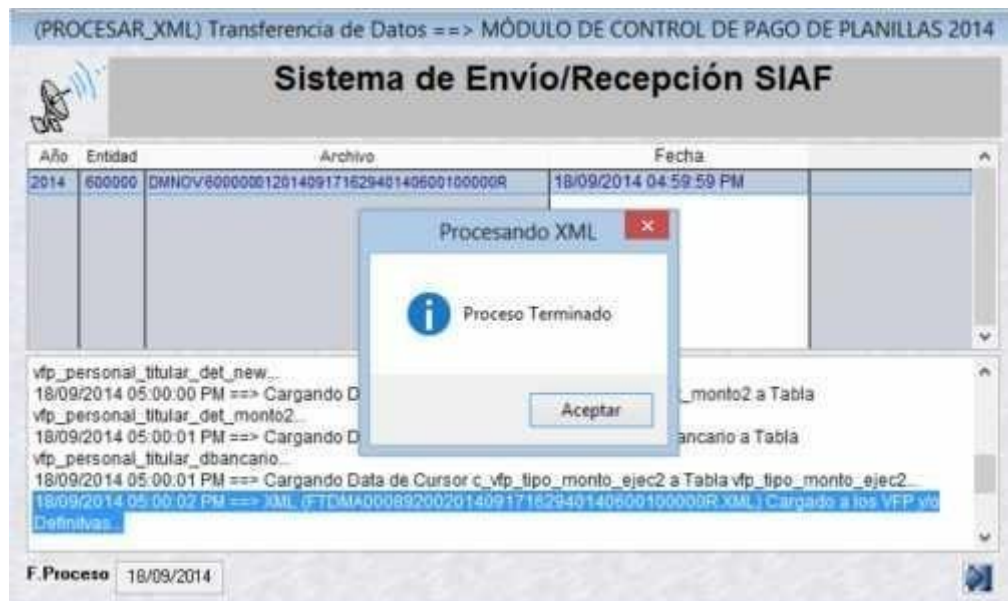 (PROCESAR_XML) Transferencia de Datos ==> MÓDULO DE CONTROL DE PAGO DE PLANILLAS 2014
Sistema de Envío/Recepción SIAF
Año Entidad Archivo Fecha
2014 600000 18/09/2014 04:59:59 PM
Procesando XML
Proceso Terminado
Aceptar
vfp_personal_titular_det_new...
18/09/2014 05:00:00 PM ==> Cargando D _monto2 a Tabla
vfp_personal_titular_det_monto2...
18/09/2014 05:00:01 PM ==> Cargando D ancario a Tabla
vfp_personal_titular_dbancario...
18/09/2014 05:00:01 PM ==> Cargando Data de Cursor c_vfp_tipo_monto_ejec2 a Tabla vfp_tipo_monto_ejec2...
18/09/2014 05:00:02 PM ==> XML Cargado a los VFP y/o
Definitvas...
F.Proceso 18/09/2014